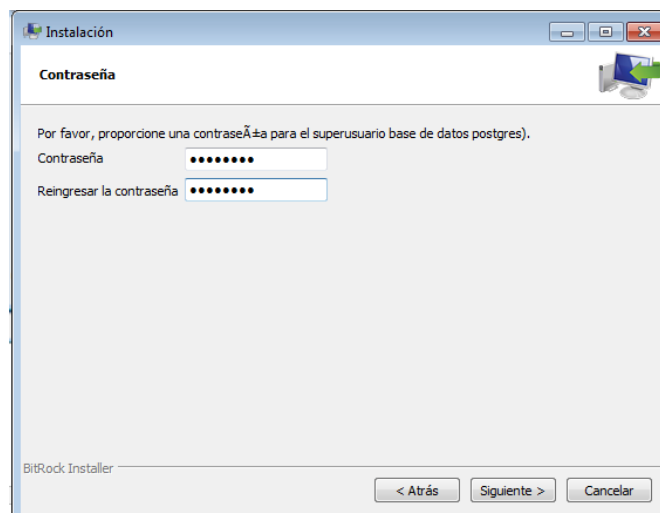 Instalación
Contraseña
Por favor, proporcione una contraseÃ±a para el superusuario base de datos postgres).
Contraseña ••••••••
Reingresar la contraseña ••••••••
BitRock Installer
< Atrás Siguiente > Cancelar